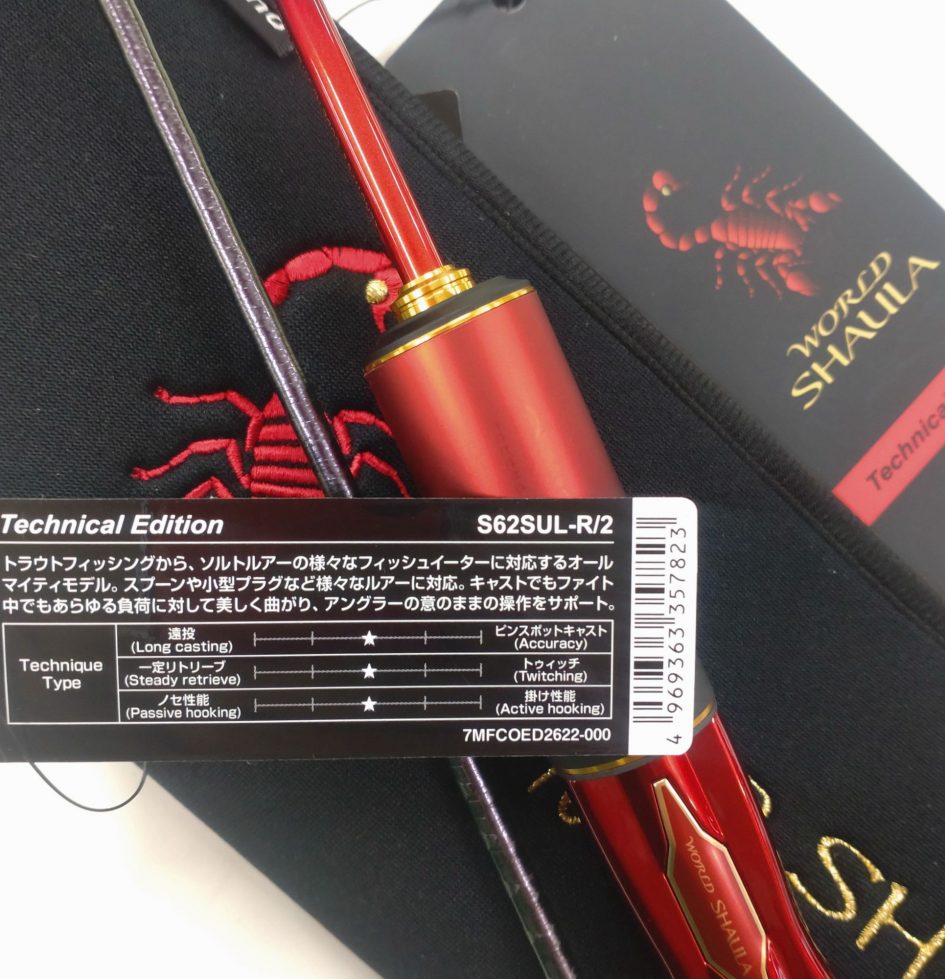 WORLD
SHAULA
Technical Edition
S62SUL-R/2
トラウトフィッシングから、ソルトルアーの様々なフィッシュイーターに対応するオール
マイティモデル。スプーンや小型プラグなど様々なルアーに対応。キャストでもファイト
中でもあらゆる負荷に対して美しく曲がり、アングラーの意のままの操作をサポート。
Technique
Type
遠投
(Long casting)
ピンスポットキャスト
(Accuracy)
一定リトリーブ
(Steady retrieve)
トゥィッチ
(Twitching)
ノセ性能
(Passive hooking)
掛け性能
(Active hooking)
7MFCOED2622-000
4 969363 357823
WORLD SHAULA
SH